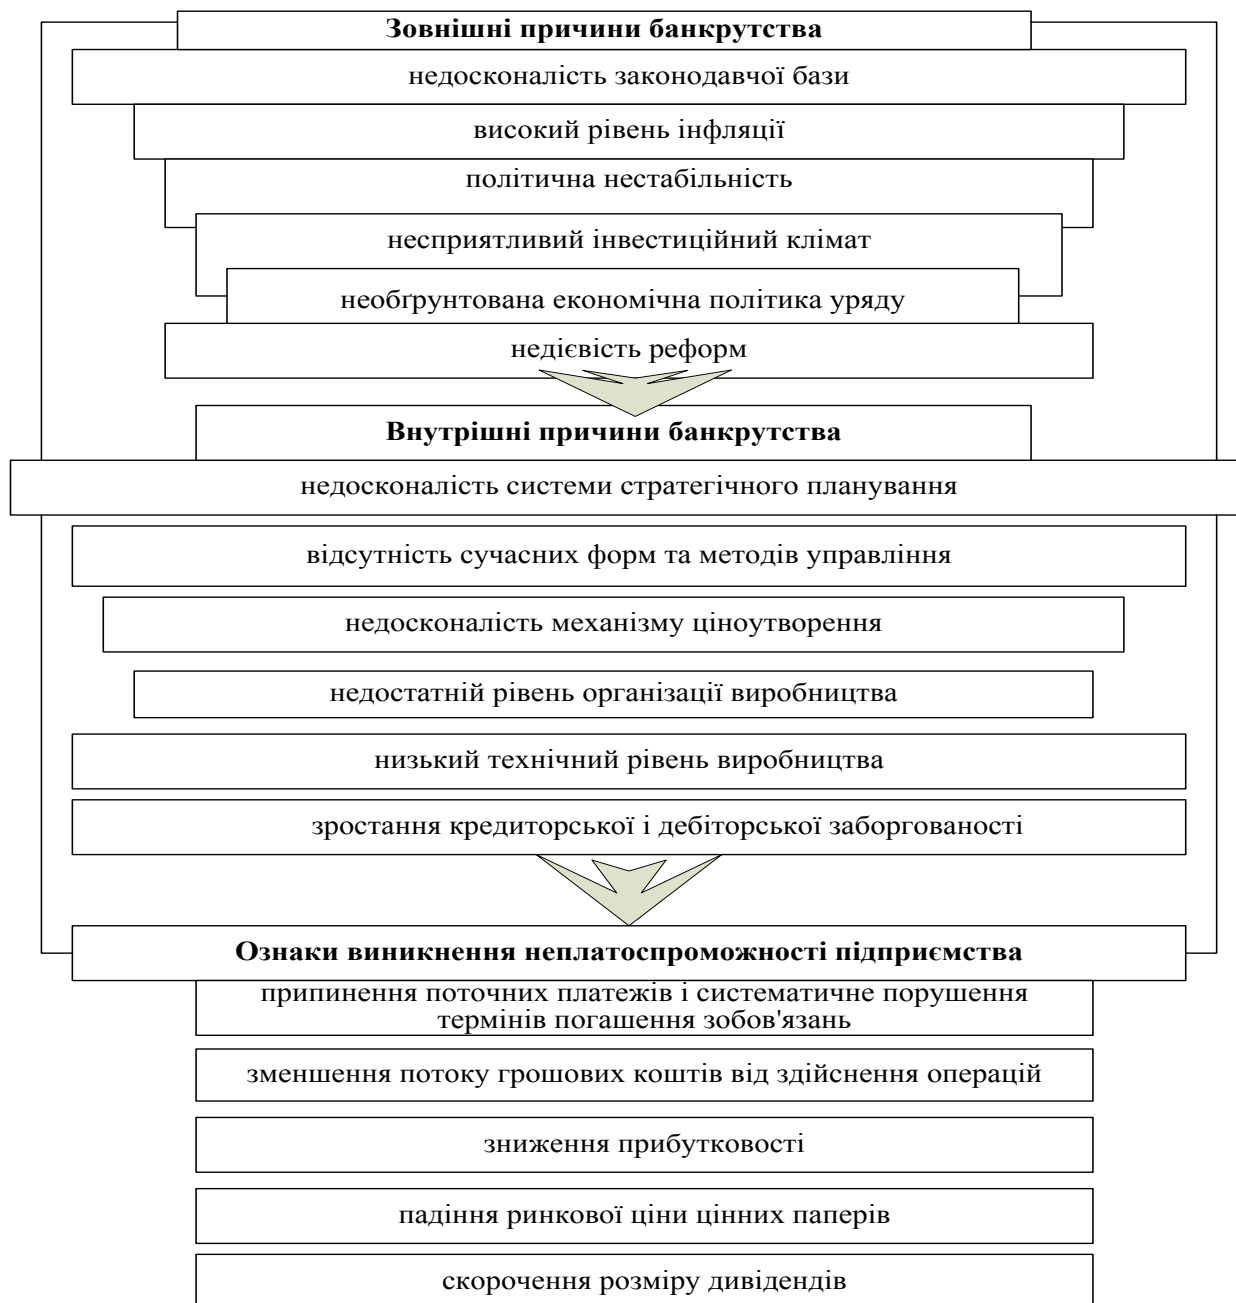 Зовнішні причини банкрутства
недосконалість законодавчої бази
високий рівень інфляції
політична нестабільність
несприятливий інвестиційний клімат
необґрунтована економічна політика уряду
недієвість реформ
Внутрішні причини банкрутства
недосконалість системи стратегічного планування
відсутність сучасних форм та методів управління
недосконалість механізму ціноутворення
недостатній рівень організації виробництва
низький технічний рівень виробництва
зростання кредиторської і дебіторської заборгованості
Ознаки виникнення неплатоспроможності підприємства
припинення поточних платежів і систематичне порушення
термінів погашення зобов'язань
зменшення потоку грошових коштів від здійснення операцій
зниження прибутковості
падіння ринкової ціни цінних паперів
скорочення розміру дивідендів